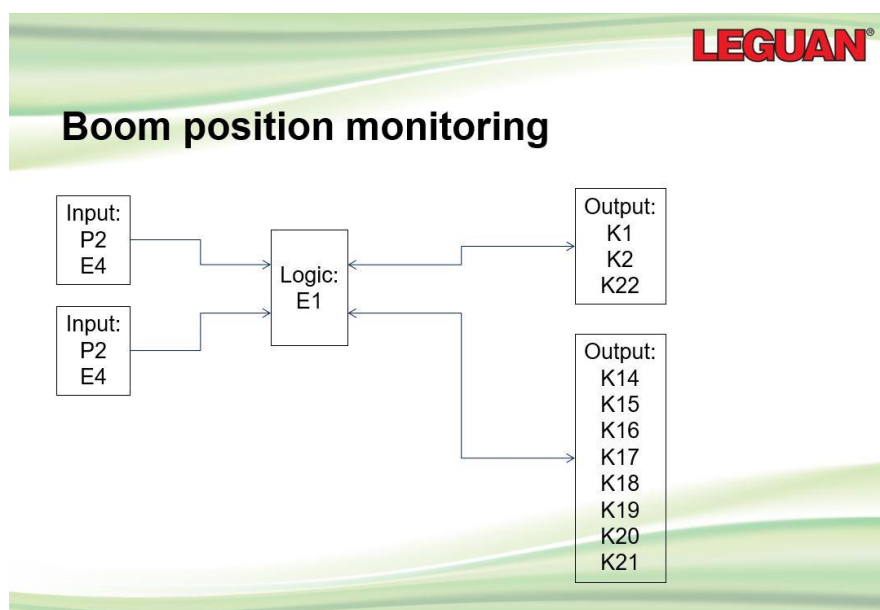 LEGUAN®
Boom position monitoring
Input:
P2
E4
Input:
P2
E4
Logic:
E1
Output:
K1
K2
K22
Output:
K14
K15
K16
K17
K18
K19
K20
K21